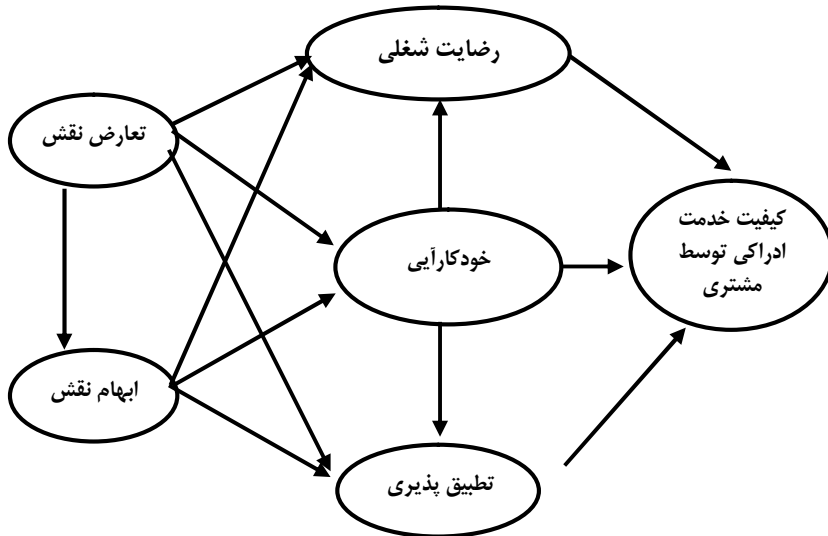 رضایت شغلی
تعارض نقش
کیفیت خدمت
ادراکی توسط
مشتری
خودکارآیی
ابهام نقش
تطبیق پذیری